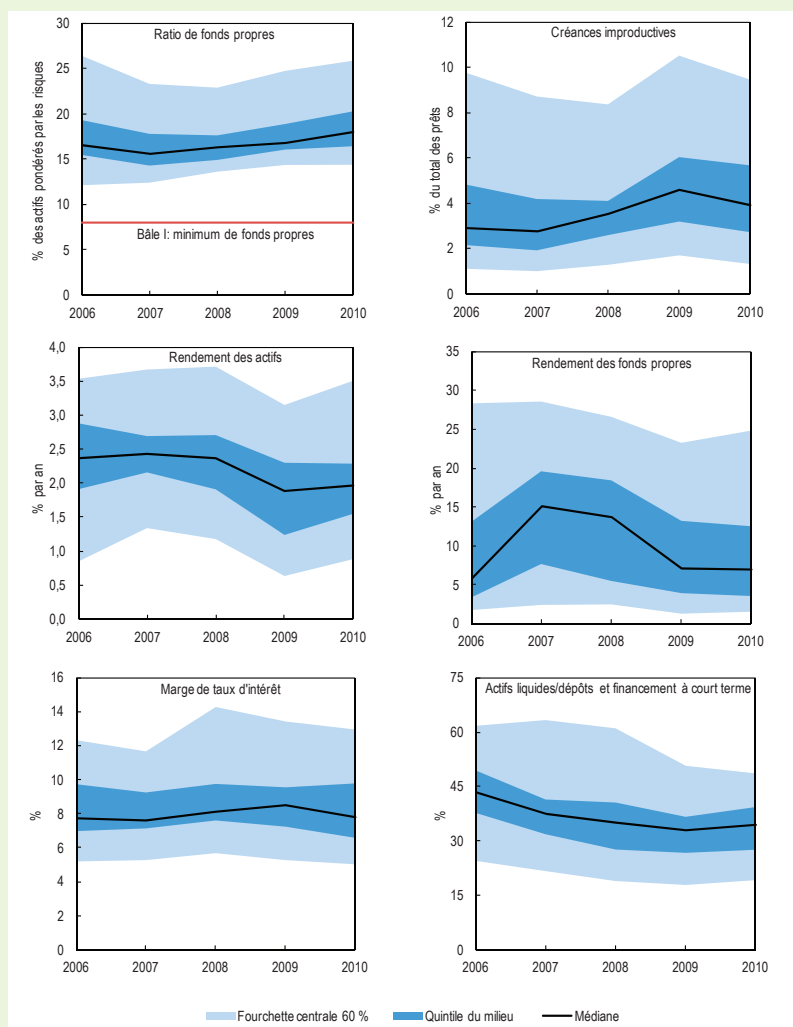 Ratio de fonds propres
% des actifs pondérés par les risques
30
25
20
15
10
5
0
Bâle I: minimum de fonds propres
2006 2007 2008 2009 2010
Créances improductives
% du total des prêts
12
10
8
6
4
2
0
2006 2007 2008 2009 2010
Rendement des actifs
% par an
4,0
3,5
3,0
2,5
2,0
1,5
1,0
0,5
0,0
2006 2007 2008 2009 2010
Rendement des fonds propres
% par an
35
30
25
20
15
10
5
0
2006 2007 2008 2009 2010
Marge de taux d'intérêt
%
16
14
12
10
8
6
4
2
0
2006 2007 2008 2009 2010
Actifs liquides/dépôts et financement à court terme
%
75
60
45
30
15
0
2006 2007 2008 2009 2010
Fourchette centrale 60 % Quintile du milieu Médiane